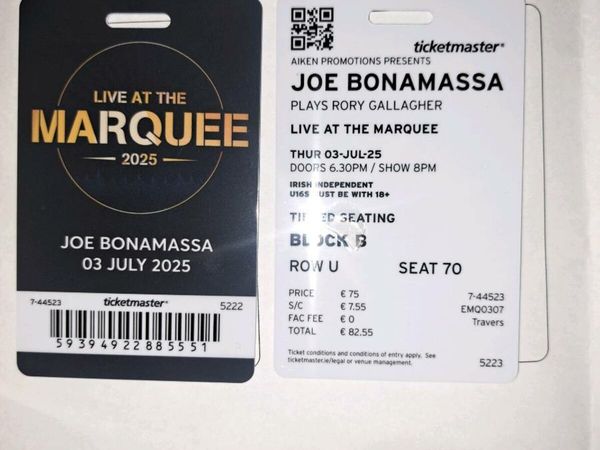 LIVE AT THE
MARQUEE
2025
JOE BONAMASSA
03 JULY 2025
7-44523 ticketmaster® 5222
59394922885551
ticketmaster®
AIKEN PROMOTIONS PRESENTS
JOE BONAMASSA
PLAYS RORY GALLAGHER
LIVE AT THE MARQUEE
THUR 03-JUL-25
DOORS 6.30PM / SHOW 8PM
IRISH INDEPENDENT
U16S MUST BE WITH 18+
TIERED SEATING
BLOCK B
ROW U SEAT 70
PRICE € 75 7-44523
S/C € 7.55 EMQ0307
FAC FEE € 0 Travers
TOTAL € 82.55
Ticket conditions and conditions of entry apply. See
ticketmaster.ie/legal or venue management.
5223